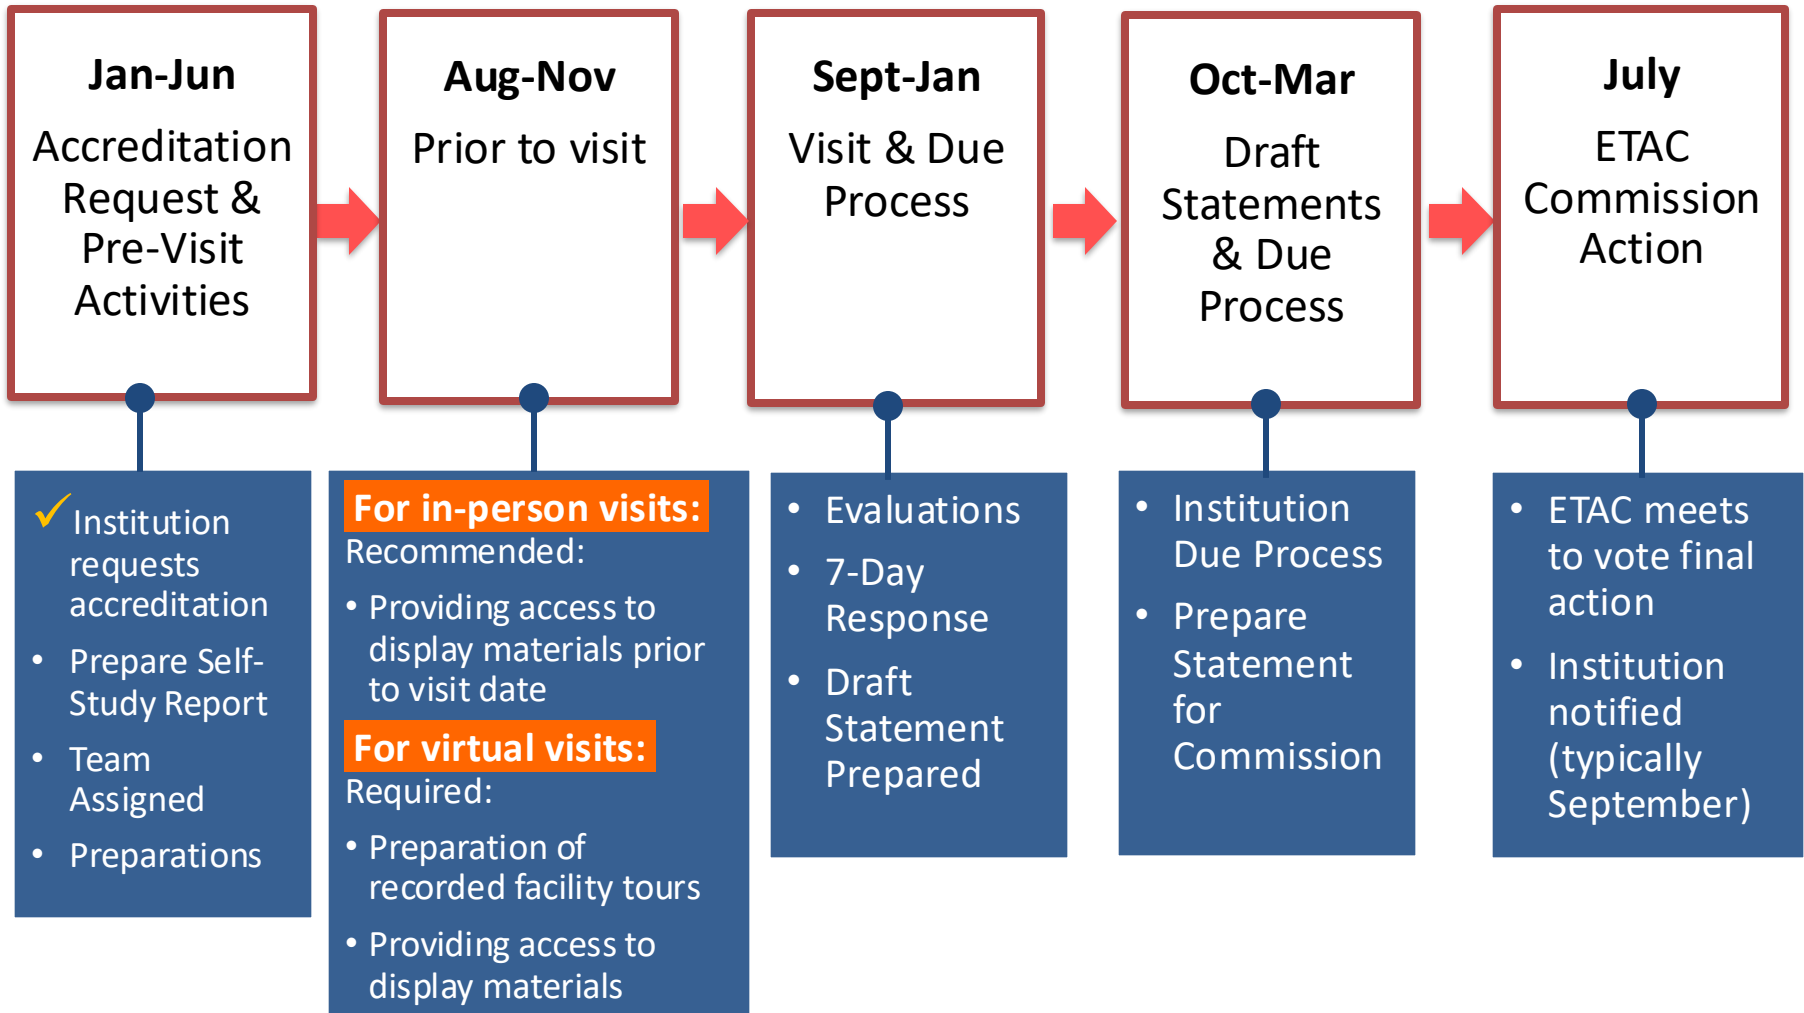 Jan-Jun
Accreditation
Request &
Pre-Visit
Activities
Aug-Nov
Prior to visit
Sept-Jan
Visit & Due
Process
Oct-Mar
Draft
Statements
& Due
Process
July
ETAC
Commission
Action
✓Institution
requests
accreditation
• Prepare Self-
Study Report
• Team
Assigned
• Preparations
For in-person visits:
Recommended:
• Providing access to
display materials prior
to visit date
For virtual visits:
Required:
• Preparation of
recorded facility tours
• Providing access to
display materials
• Evaluations
• 7-Day
Response
• Draft
Statement
Prepared
• Institution
Due Process
• Prepare
Statement
for
Commission
• ETAC meets
to vote final
action
• Institution
notified
(typically
September)